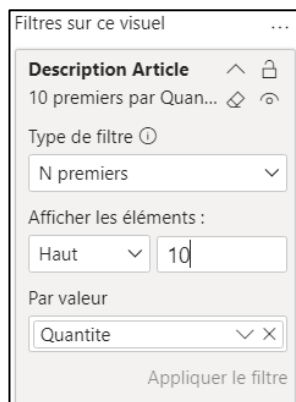 Filtres sur ce visuel ...
Description Article
10 premiers par Quan...
Type de filtre
N premiers
Afficher les éléments :
Haut 10
Par valeur
Quantite
Appliquer le filtre